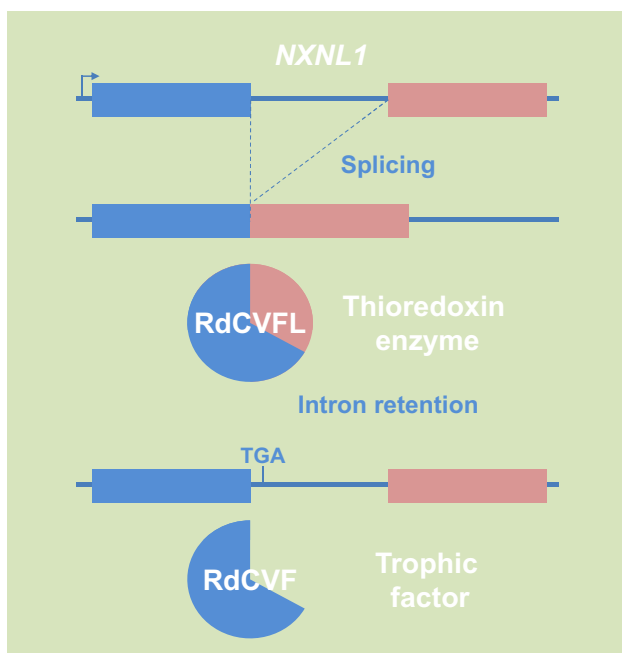 NXNL1
Splicing
RdCVFL
Thioredoxin
enzyme
Intron retention
TGA
RdCVF
Trophic
factor